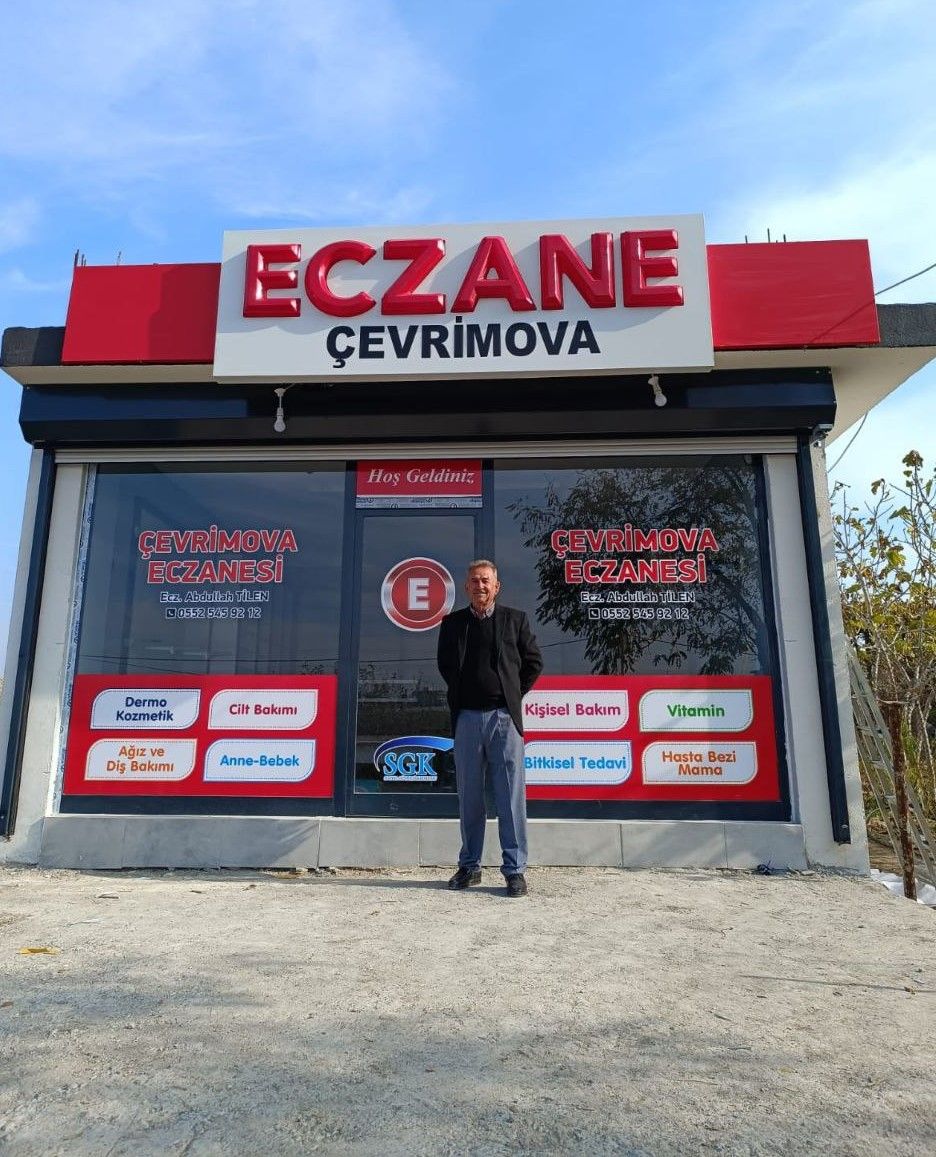 ECZANE
ÇEVRİMOVA
Hoş Geldiniz
ÇEVRİMOVA
ECZANESİ
Ecz. Abdullah TİLEN
0552 545 92 12
E
ÇEVRİMOVA
ECZANESİ
Ecz. Abdullah TİLEN
0552 545 92 12
Dermo
Kozmetik
Cilt Bakımı
Ağız ve
Diş Bakımı
Anne-Bebek
SGK
Kişisel Bakım
Vitamin
Bitkisel Tedavi
Hasta Bezi
Mama